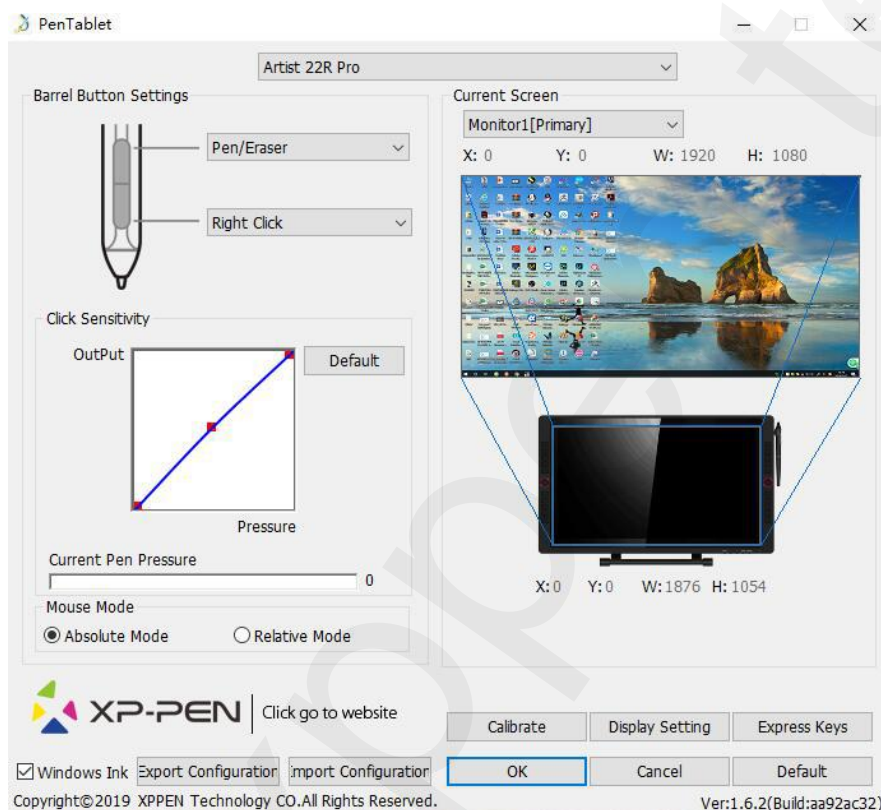 PenTablet
Artist 22R Pro
Barrel Button Settings
Pen/Eraser
Right Click
Click Sensitivity
OutPut
Default
Pressure
Current Pen Pressure
0
Mouse Mode
Absolute Mode
Relative Mode
Current Screen
Monitor1[Primary]
X: 0 Y: 0 W: 1920 H: 1080
X: 0 Y: 0 W: 1876 H: 1054
XP-PEN Click go to website
Calibrate Display Setting Express Keys
Windows Ink Export Configuration Import Configuration OK Cancel Default
Copyright©2019 XPPEN Technology CO.All Rights Reserved. Ver:1.6.2(Build:aa92ac32)